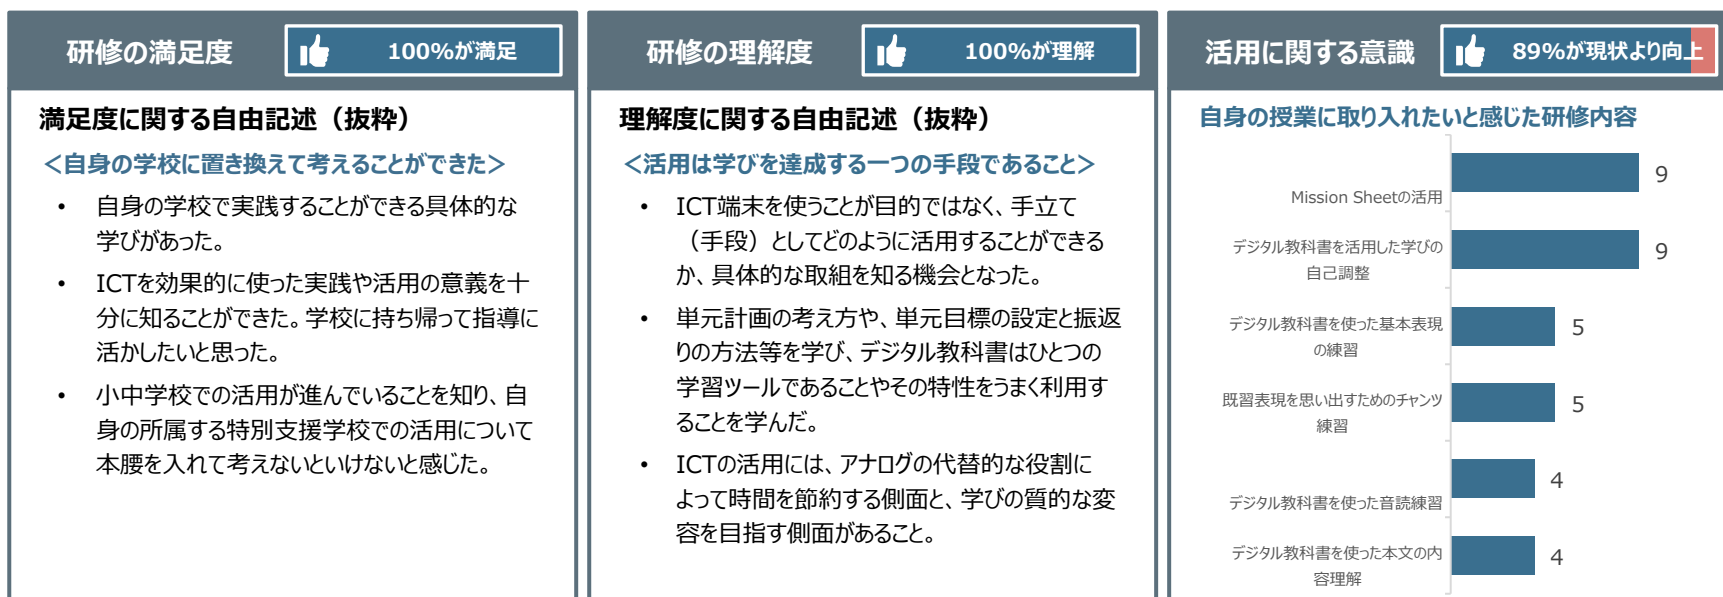 研修の満足度
100%が満足
満足度に関する自由記述（抜粋）
＜自身の学校に置き換えて考えることができた＞
• 自身の学校で実践することができる具体的な
学びがあった。
• ICTを効果的に使った実践や活用の意義を十
分に知ることができた。学校に持ち帰って指導に
活かしたいと思った。
• 小中学校での活用が進んでいることを知り、自
身の所属する特別支援学校での活用について
本腰を入れて考えないといけないと感じた。
研修の理解度
100%が理解
理解度に関する自由記述（抜粋）
＜活用は学びを達成する一つの手段であること＞
• ICT端末を使うことが目的ではなく、手立て
（手段）としてどのように活用することができる
か、具体的な取組を知る機会となった。
• 単元計画の考え方や、単元目標の設定と振返
りの方法等を学び、デジタル教科書はひとつの
学習ツールであることやその特性をうまく利用す
ることを学んだ。
• ICTの活用には、アナログの代替的な役割に
よって時間を節約する側面と、学びの質的な変
容を目指す側面があること。
活用に関する意識
89%が現状より向上
自身の授業に取り入れたいと感じた研修内容
Mission Sheetの活用
9
デジタル教科書を活用した学びの
自己調整
9
デジタル教科書を使った基本表現
の練習
5
既習表現を思い出すためのチャンツ
練習
5
デジタル教科書を使った音読練習
4
デジタル教科書を使った本文の内
容理解
4